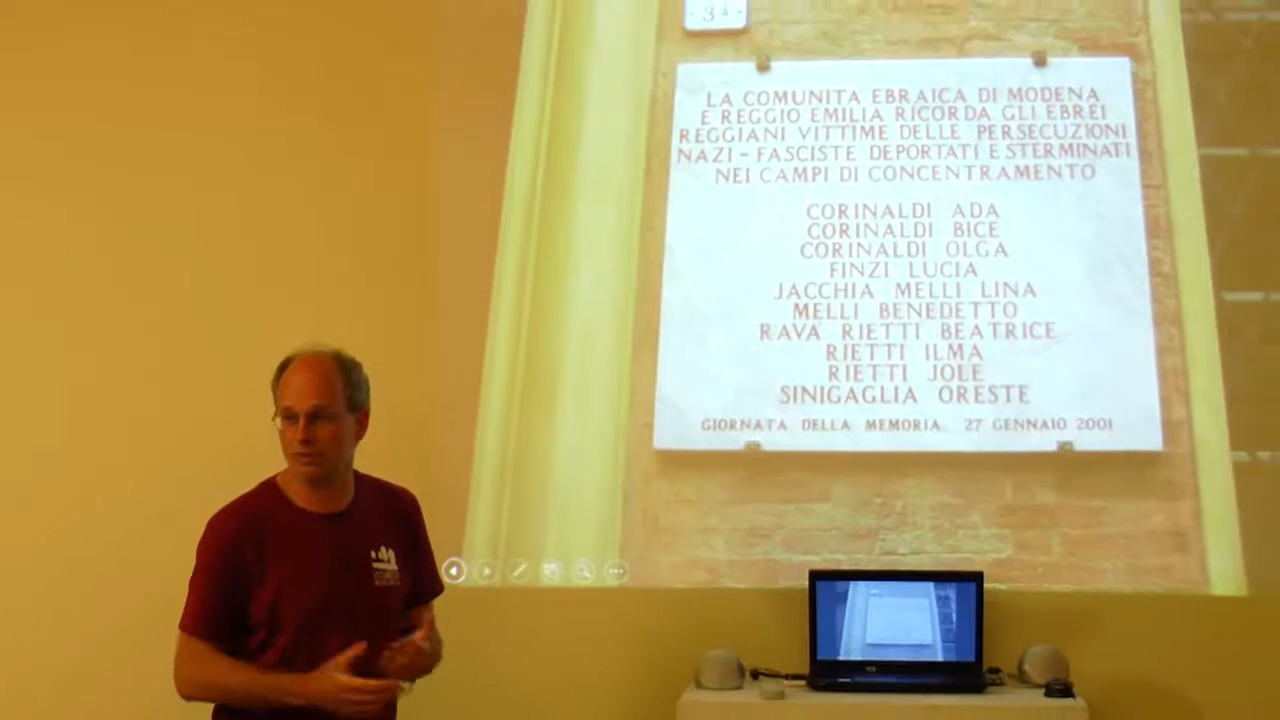 3A
LA COMUNITA EBRAICA DI MODENA
E REGGIO EMILIA RICORDA GLI EBREI
REGGIANI VITTIME DELLE PERSECUZIONI
NAZI-FASCISTE DEPORTATI E STERMINATI
NEI CAMPI DI CONCENTRAMENTO
CORINALDI ADA
CORINALDI BICE
CORINALDI OLGA
FINZI LUCIA
JACCHIA MELLI LINA
MELLI BENEDETTO
RAVA RIETTI BEATRICE
RIETTI ILMA
RIETTI JOLE
SINIGAGLIA ORESTE
GIORNATA DELLA MEMORIA 27 GENNAIO 2001